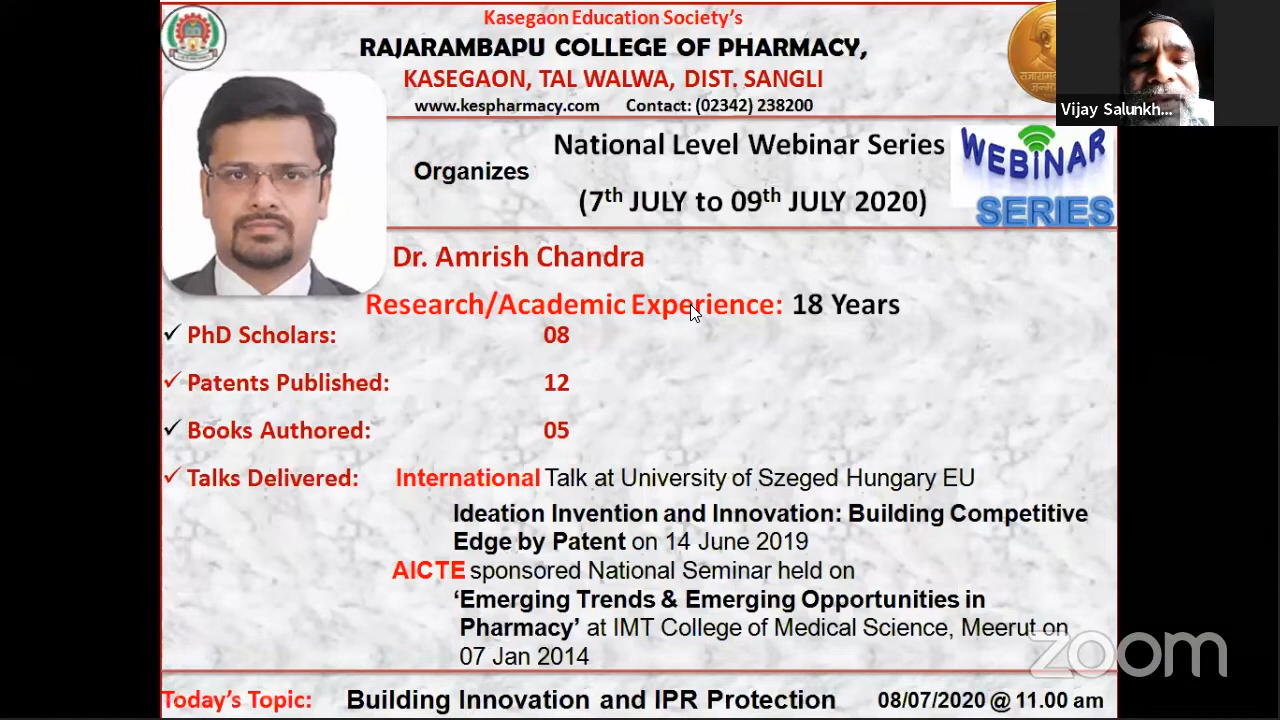 Kasegaon Education Society's
RAJARAMBAPU COLLEGE OF PHARMACY,
KASEGAON, TAL WALWA, DIST. SANGLI
www.kespharmacy.com Contact: (02342) 238200
Vijay Salunkh...
Organizes
National Level Webinar Series
(7th JULY to 09th JULY 2020)
WEBINAR
SERIES
Dr. Amrish Chandra
Research/Academic Experience: 18 Years
✓ PhD Scholars: 08
✓ Patents Published: 12
✓ Books Authored: 05
✓ Talks Delivered: International Talk at University of Szeged Hungary EU
Ideation Invention and Innovation: Building Competitive
Edge by Patent on 14 June 2019
AICTE sponsored National Seminar held on
‘Emerging Trends & Emerging Opportunities in
Pharmacy’ at IMT College of Medical Science, Meerut on
07 Jan 2014
zoom
Today's Topic: Building Innovation and IPR Protection 08/07/2020 @ 11.00 am